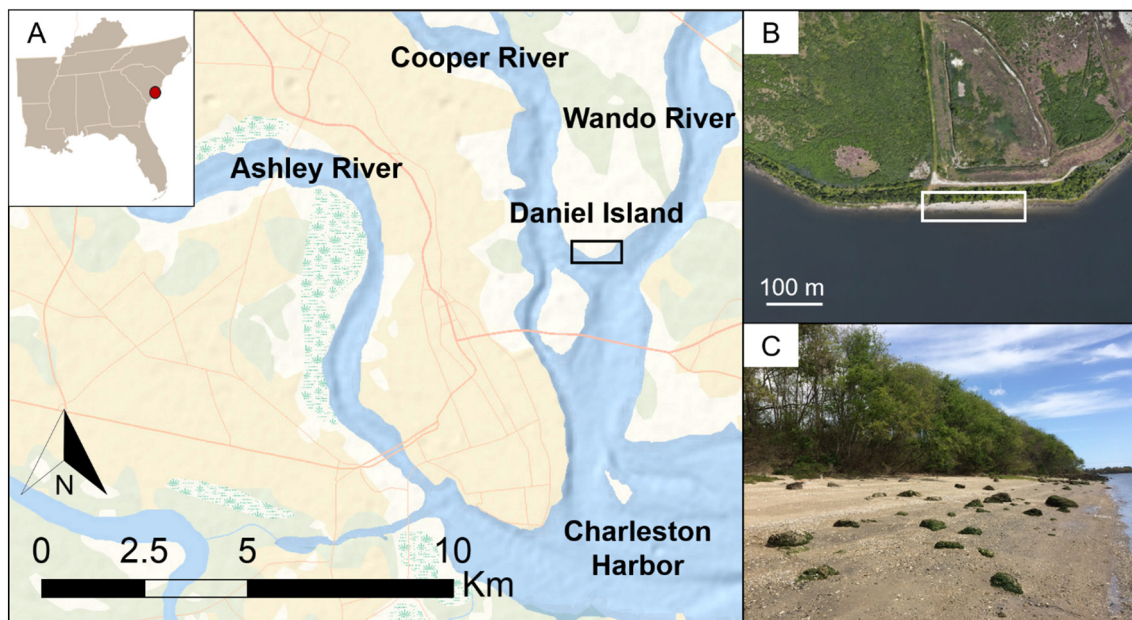 A
Cooper River
Wando River
Ashley River
Daniel Island
Charleston
Harbor
N
0 2.5 5 10
Km
B
100 m
C